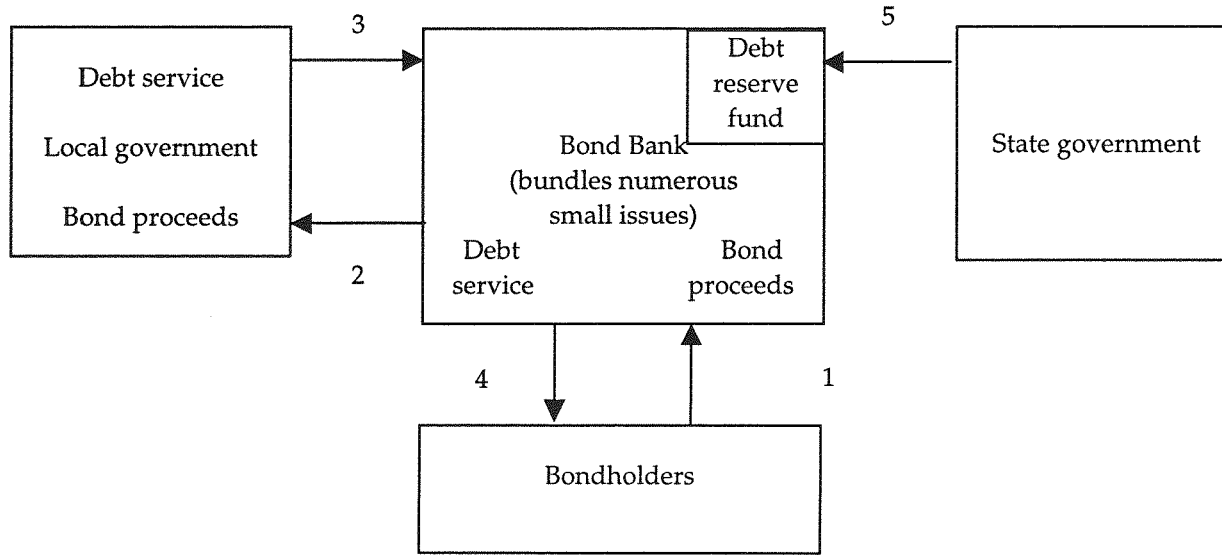 3
5
Debt service
Local government
Bond proceeds
2
Debt
reserve
fund
Bond Bank
(bundles numerous
small issues)
Debt
service
Bond
proceeds
State government
4
1
Bondholders